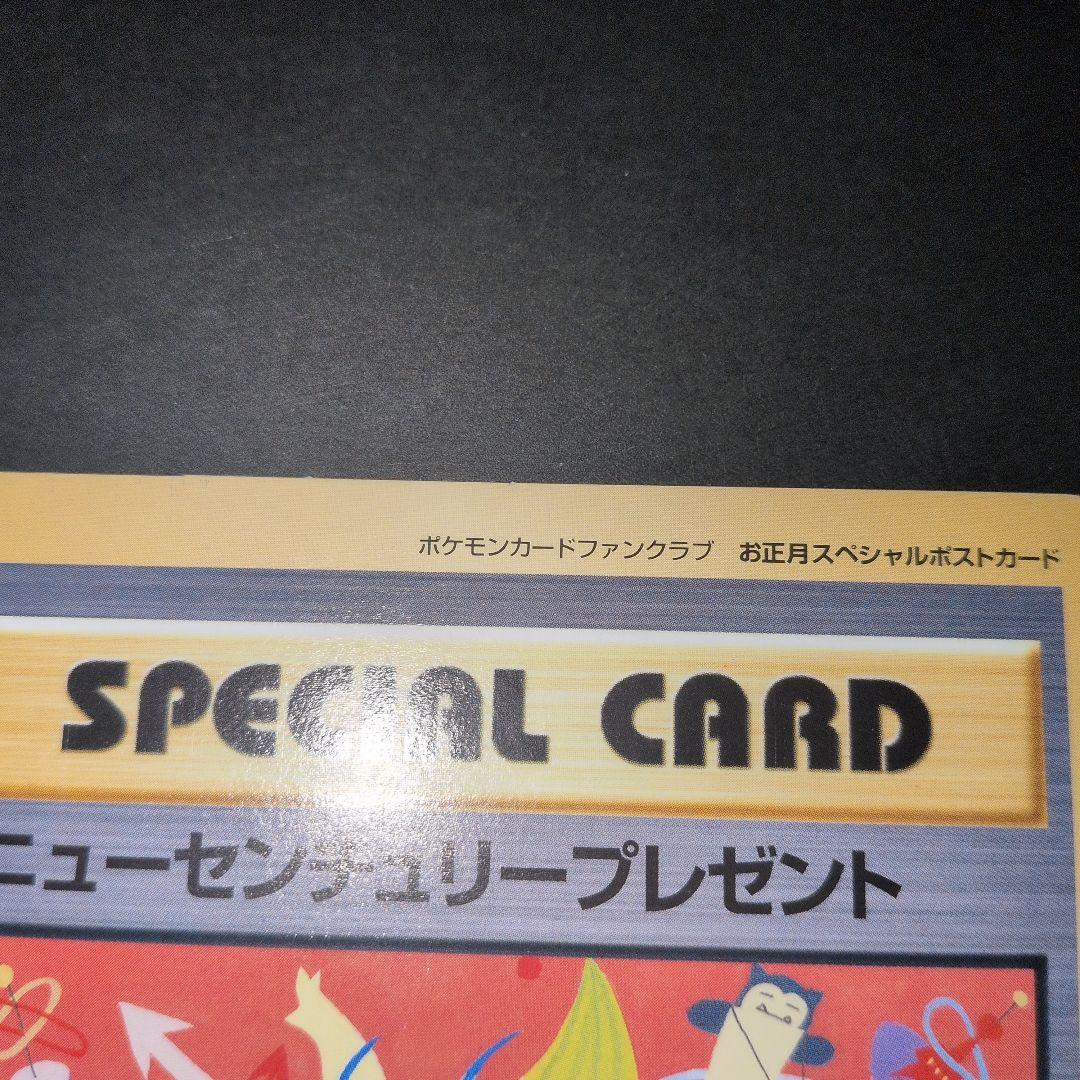 ポケモンカードファンクラブ お正月スペシャルポストカード
SPECIAL CARD
ニューセンチュリープレゼント